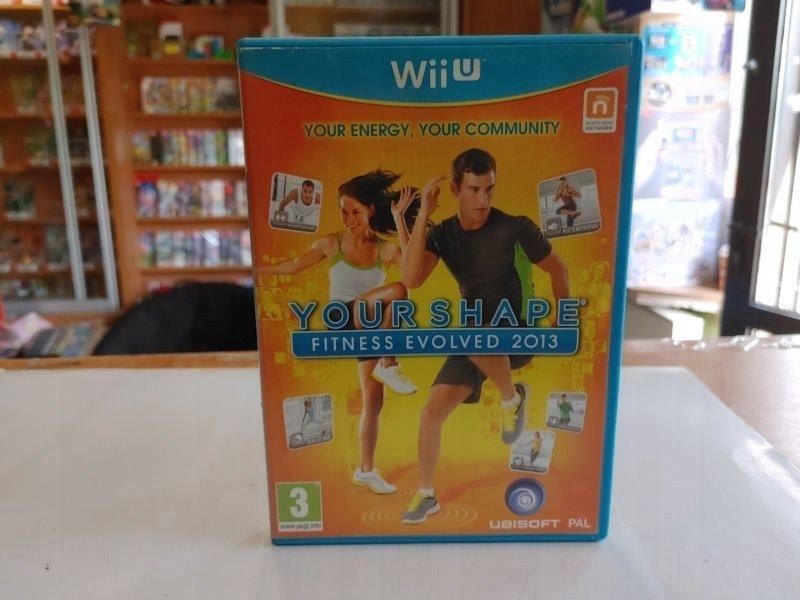 Wii U
NINTENDO
NETWORK
YOUR ENERGY, YOUR COMMUNITY
KICKBOXING
YOUR SHAPE®
FITNESS EVOLVED 2013
3
www.pegi.info
UBISOFT PAL